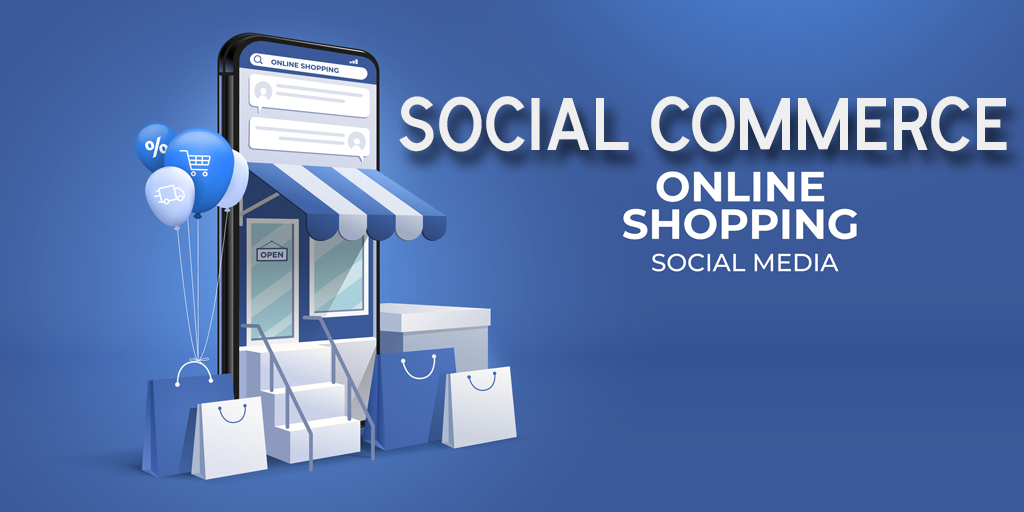 ONLINE SHOPPING
SOCIAL COMMERCE
ONLINE
SHOPPING
SOCIAL MEDIA
%
OPEN